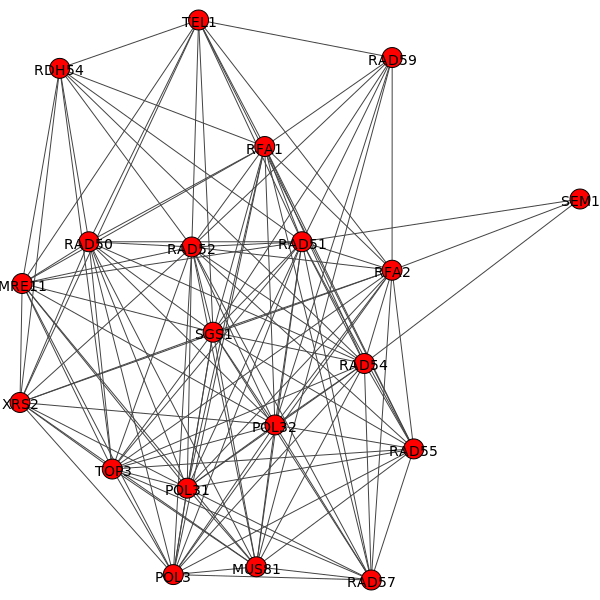 TEL1
RAD59
RDH54
RFA1
SEM1
RAD50
RAD52
RAD51
RFA2
MRE11
SGS1
RAD54
XRS2
POL32
RAD55
TOP3
POL31
POL3
MUS81
RAD57